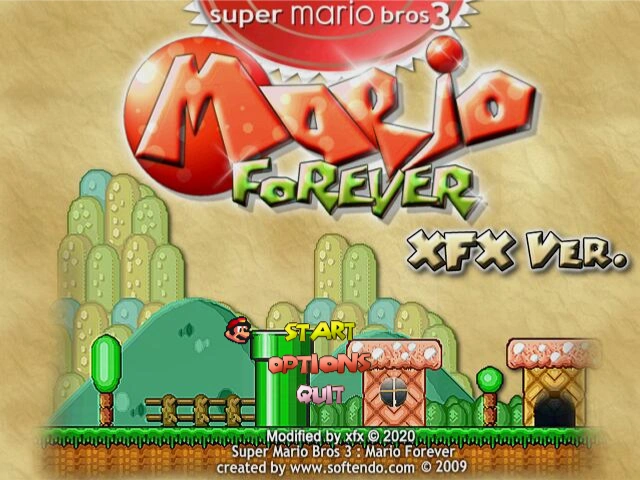 super mario bros 3
Mario
FOREVER
XFX VER.
START
OPTIONS
QUIT
Modified by xfx © 2020
Super Mario Bros 3 : Mario Forever
created by www.softendo.com © 2009